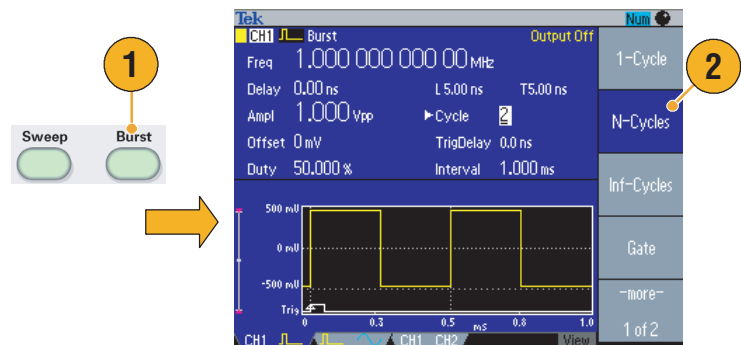 1
Sweep Burst
Tek Num
CH1 Burst Output Off
Freq 1.000 000 000 00 MHz
Delay 0.00 ns L 5.00 ns T5.00 ns
Ampl 1.000 Vpp ►Cycle 2
Offset 0 mV TrigDelay 0.0 ns
Duty 50.000 % Interval 1.000 ms
500 mU
0 mU
-500 mU
Trig
0 0.3 0.5 ms 0.8 1.0
CH1 CH1 CH2 View
1-Cycle
2
N-Cycles
Inf-Cycles
Gate
-more-
1 of 2